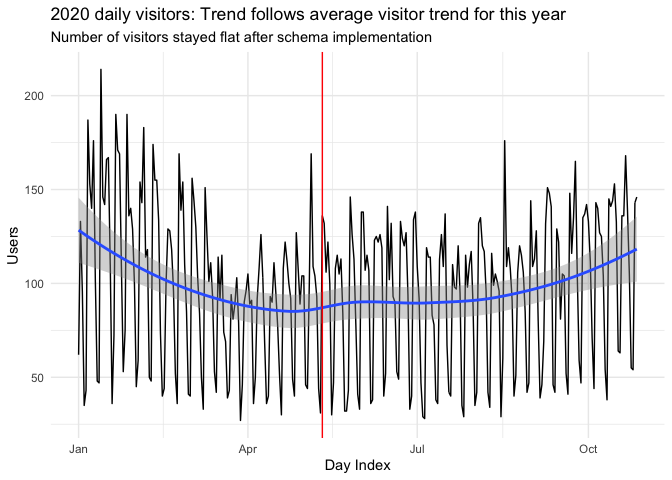 2020 daily visitors: Trend follows average visitor trend for this year
Number of visitors stayed flat after schema implementation
200
150
100
50
Users
Jan Apr Jul Oct
Day Index